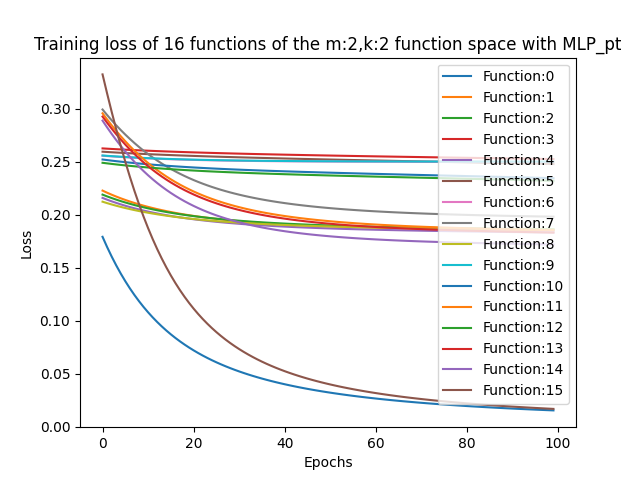 Training loss of 16 functions of the m:2,k:2 function space with MLP_pt
Loss
0.30
0.25
0.20
0.15
0.10
0.05
0.00
0
20
40
60
80
100
Epochs
Function:0
Function:1
Function:2
Function:3
Function:4
Function:5
Function:6
Function:7
Function:8
Function:9
Function:10
Function:11
Function:12
Function:13
Function:14
Function:15